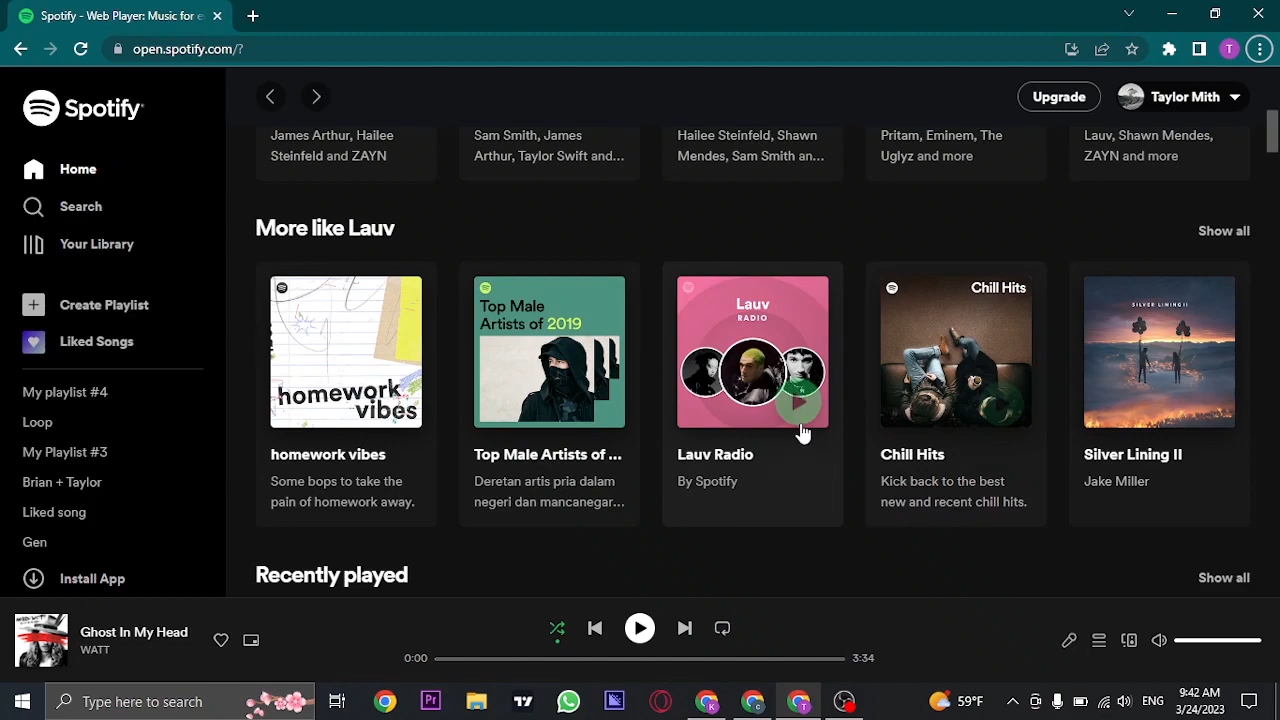 Spotify - Web Player: Music for e
open.spotify.com/?
T
Spotify
Home
Search
Your Library
Create Playlist
Liked Songs
My playlist #4
Loop
My Playlist #3
Brian + Taylor
Liked song
Gen
Install App
Upgrade
Taylor Mith
James Arthur, Hailee
Steinfeld and ZAYN
Sam Smith, James
Arthur, Taylor Swift and...
Hailee Steinfeld, Shawn
Mendes, Sam Smith an...
Pritam, Eminem, The
Uglyz and more
Lauv, Shawn Mendes,
ZAYN and more
More like Lauv
Show all
homework
vibes
homework vibes
Some bops to take the
pain of homework away.
Top Male
Artists of 2019
Top Male Artists of ...
Deretan artis pria dalam
negeri dan mancanegar...
Lauv
RADIO
Lauv Radio
By Spotify
Chill Hits
Chill Hits
Kick back to the best
new and recent chill hits.
SILVER LINING II
Silver Lining II
Jake Miller
Recently played
Show all
Ghost In My Head
WATT
0:00
3:34
Type here to search
Pr
K
C
T
59°F
ENG
9:42 AM
3/24/2023